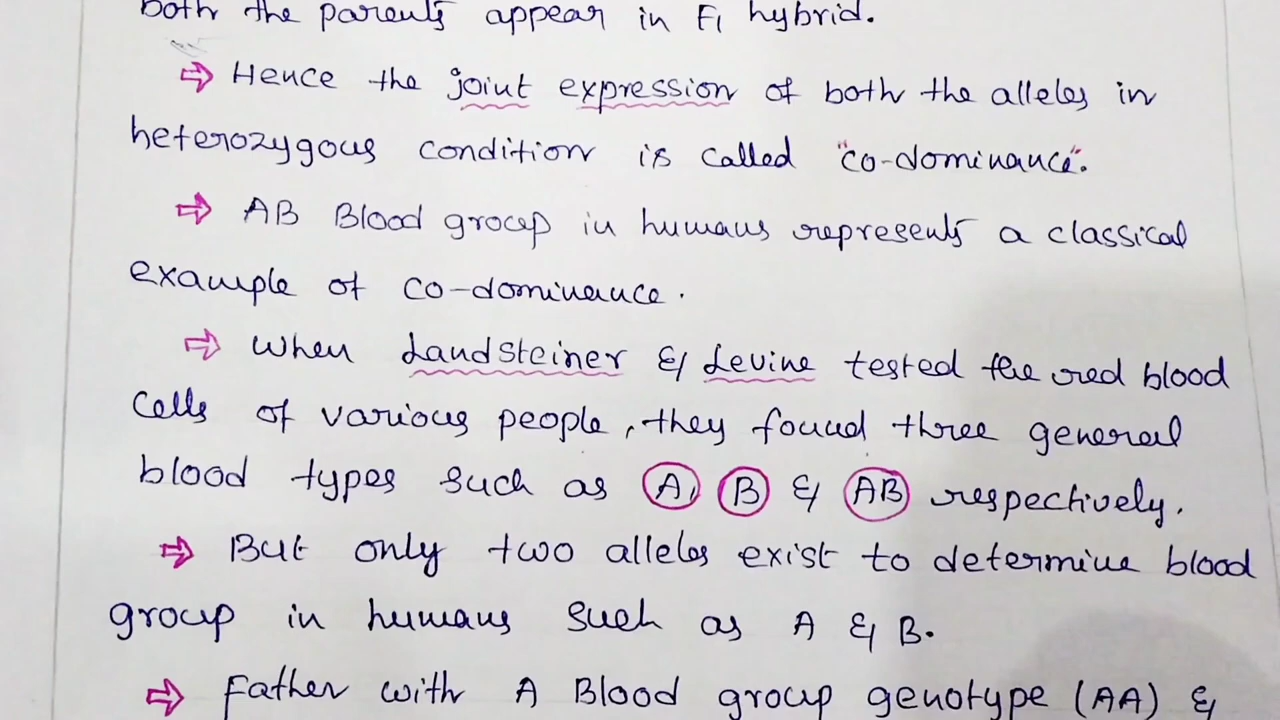 both the parents appear in F1 hybrid.
⇒ Hence the joint expression of both the alleles in
heterozygous condition is called "co-dominance".
⇒ AB Blood group in humans represents a classical
example of co-dominance.
⇒ When Landsteiner & Levine tested the red blood
cells of various people, they found three general
blood types such as A, B & AB respectively.
⇒ But only two alleles exist to determine blood
group in humans such as A & B.
⇒ Father with A Blood group genotype (AA) &